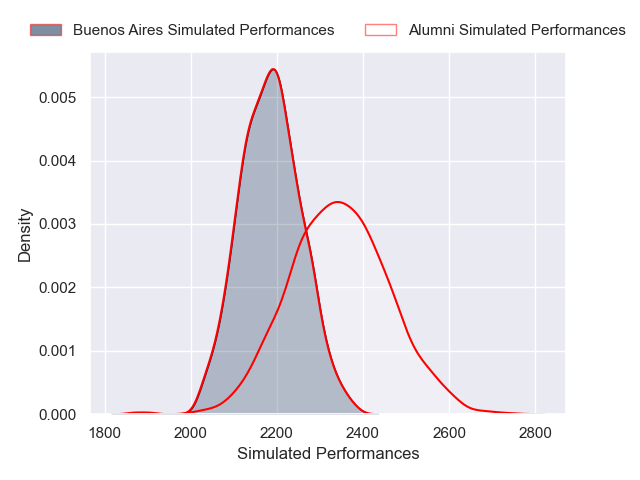 Buenos Aires Simulated Performances
Alumni Simulated Performances
0.005
0.004
0.003
0.002
0.001
0.000
Density
1800 2000 2200 2400 2600 2800
Simulated Performances